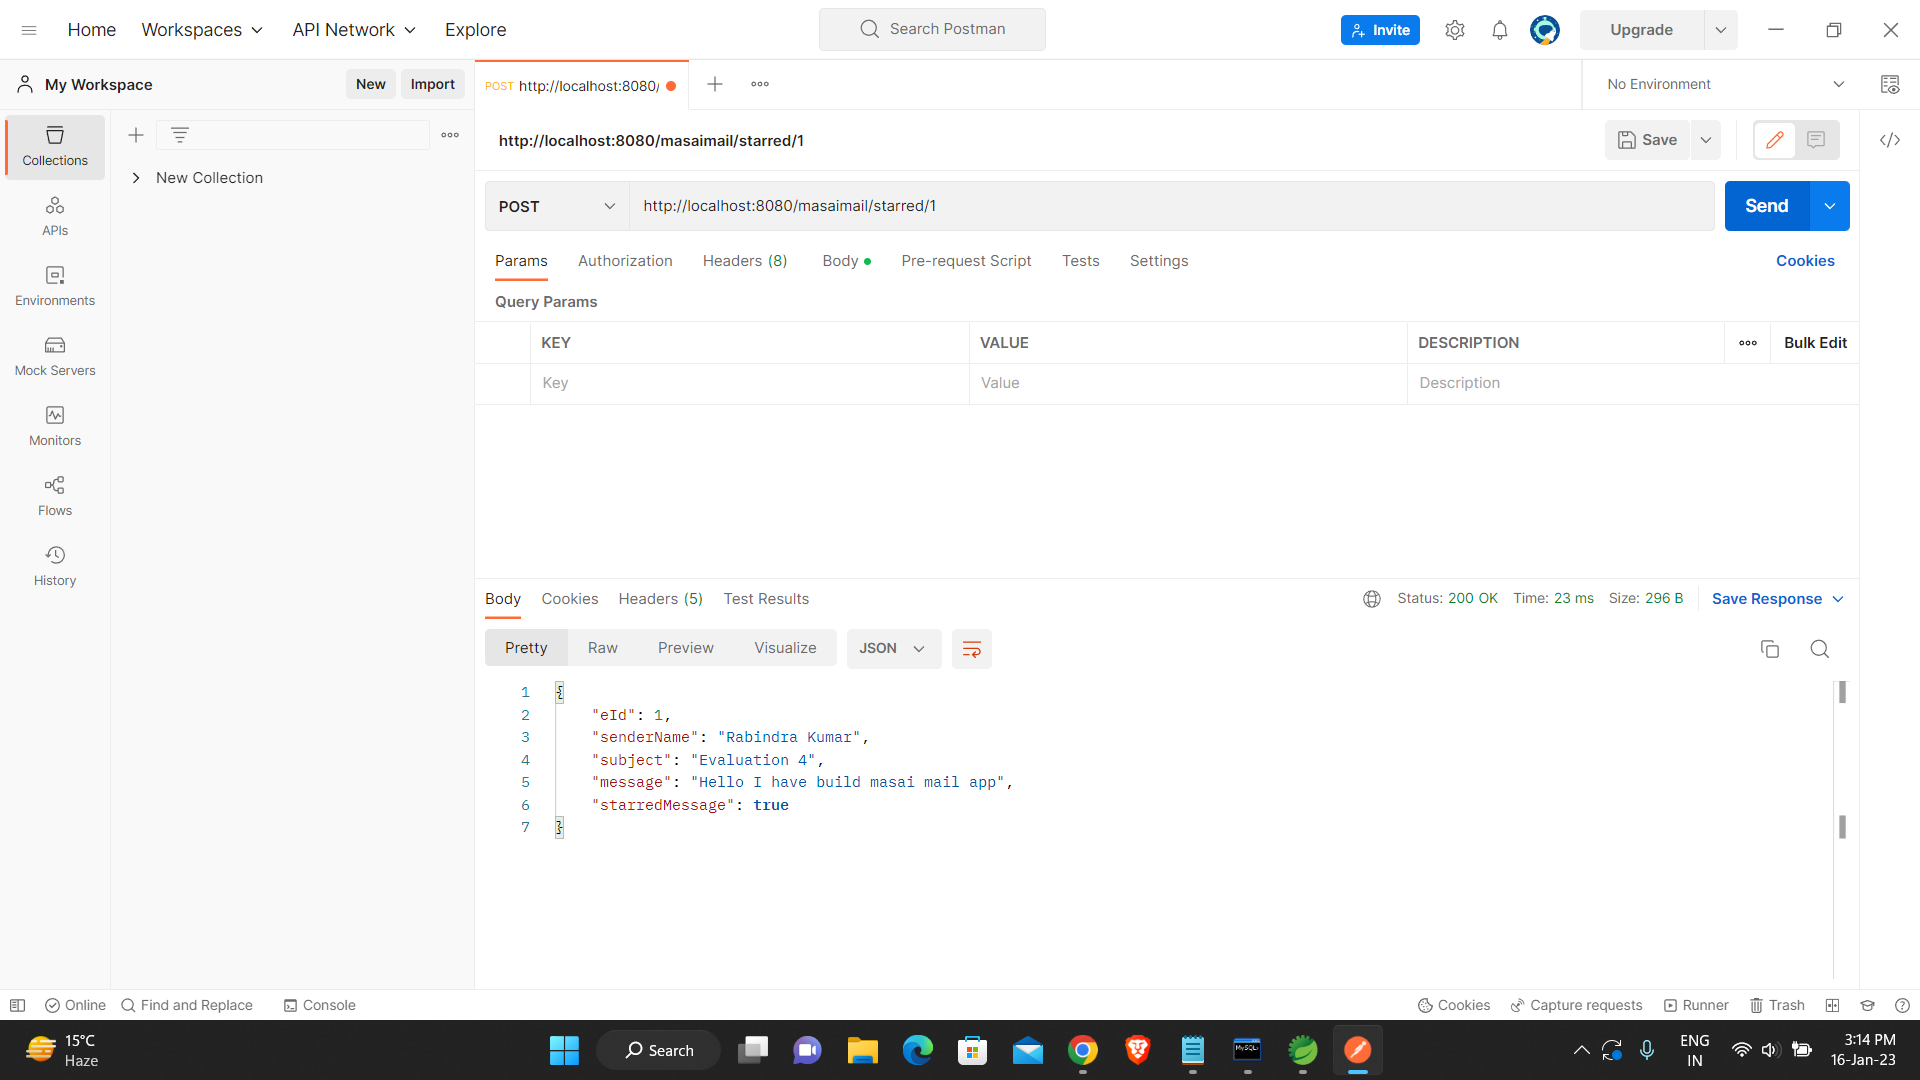 Home Workspaces API Network Explore Search Postman Invite Upgrade
My Workspace New Import POST http://localhost:8080/ No Environment
Collections
New Collection
APIs
Environments
Mock Servers
Monitors
Flows
History
http://localhost:8080/masaimail/starred/1 Save
POST http://localhost:8080/masaimail/starred/1 Send
Params Authorization Headers (8) Body Pre-request Script Tests Settings Cookies
Query Params
KEY VALUE DESCRIPTION Bulk Edit
Key Value Description
Body Cookies Headers (5) Test Results Status: 200 OK Time: 23 ms Size: 296 B Save Response
Pretty Raw Preview Visualize JSON
1 {
2 "eId": 1,
3 "senderName": "Rabindra Kumar",
4 "subject": "Evaluation 4",
5 "message": "Hello I have build masai mail app",
6 "starredMessage": true
7 }
Online Find and Replace Console Cookies Capture requests Runner Trash
15°C
Haze
Search
MySQL
ENG
IN
3:14 PM
16-Jan-23